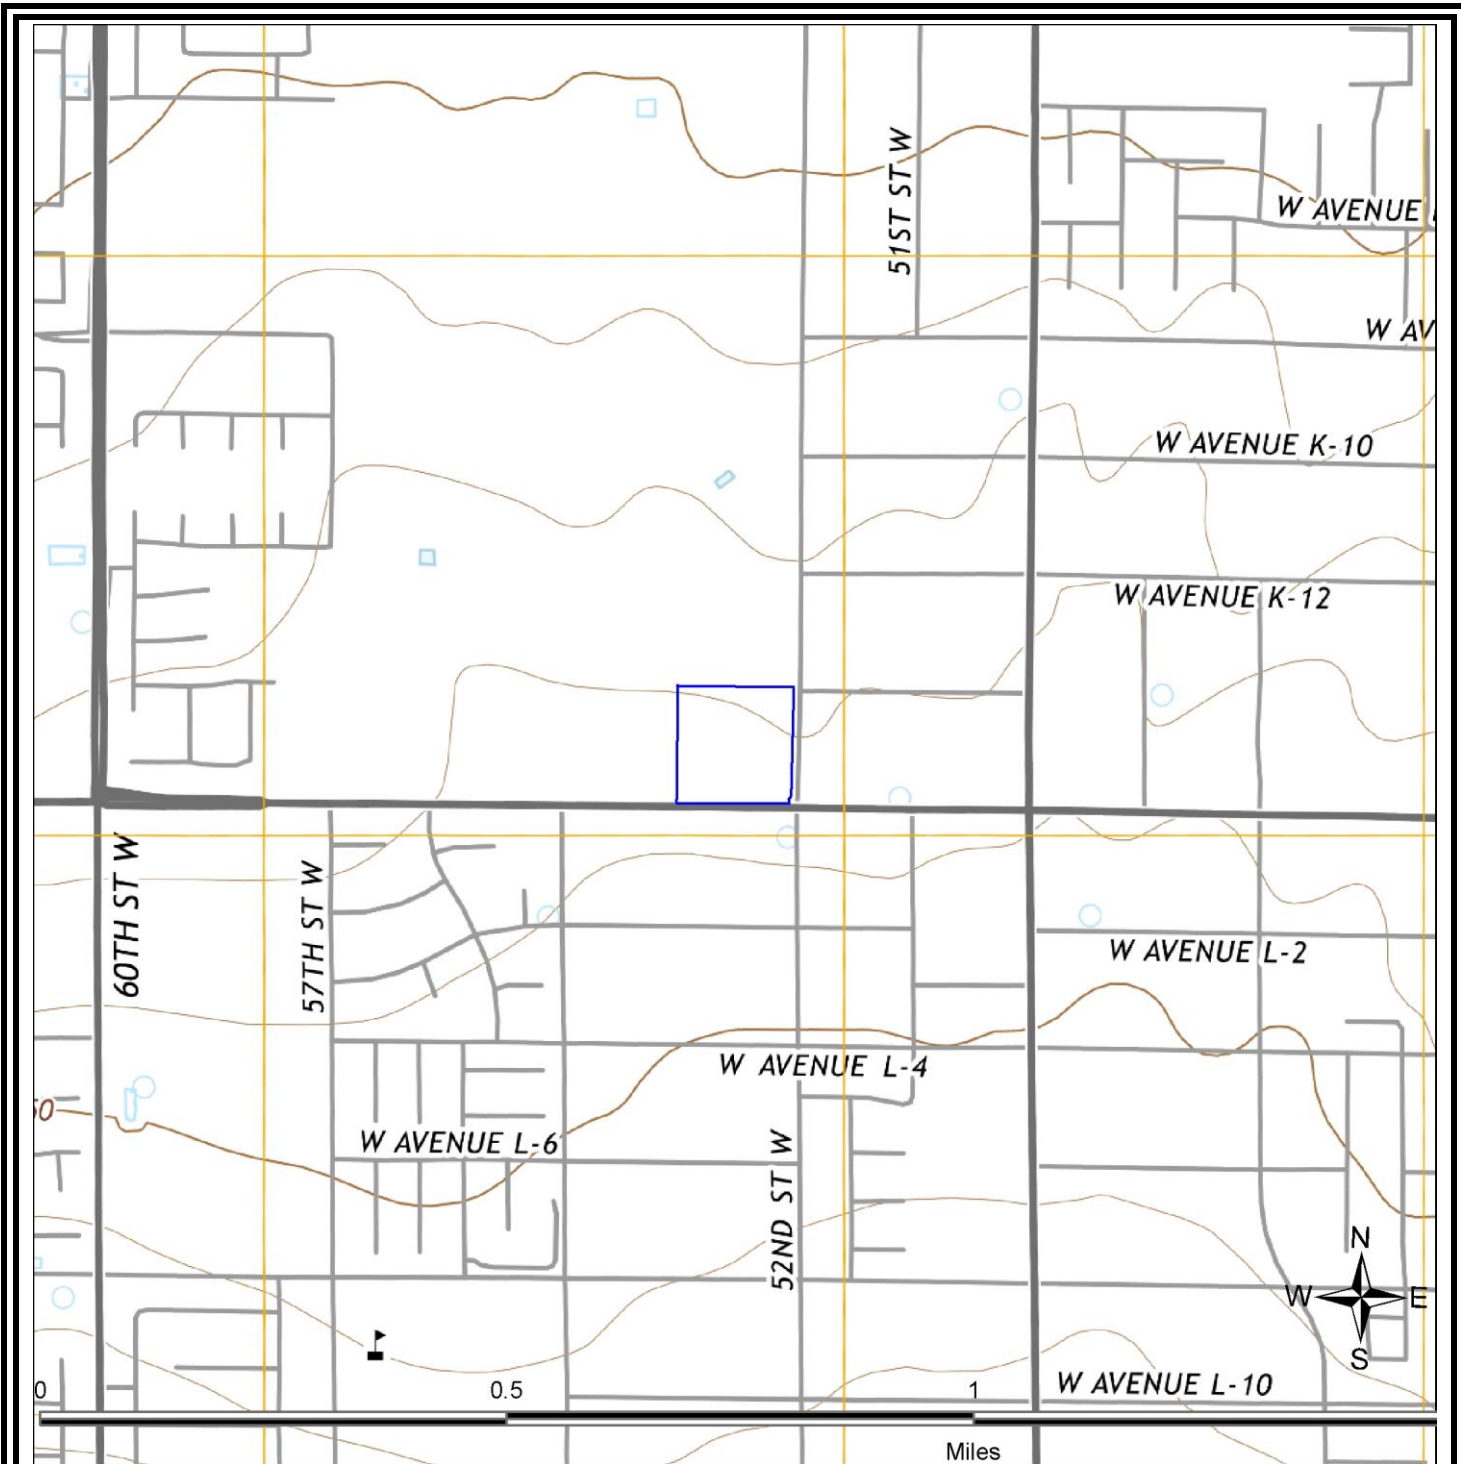 51ST ST W
W AVENUE
W AV
W AVENUE K-10
W AVENUE K-12
60TH ST W
57TH ST W
W AVENUE L-2
W AVENUE L-4
W AVENUE L-6
52ND ST W
N
W E
S
0 0.5 1
W AVENUE L-10
Miles